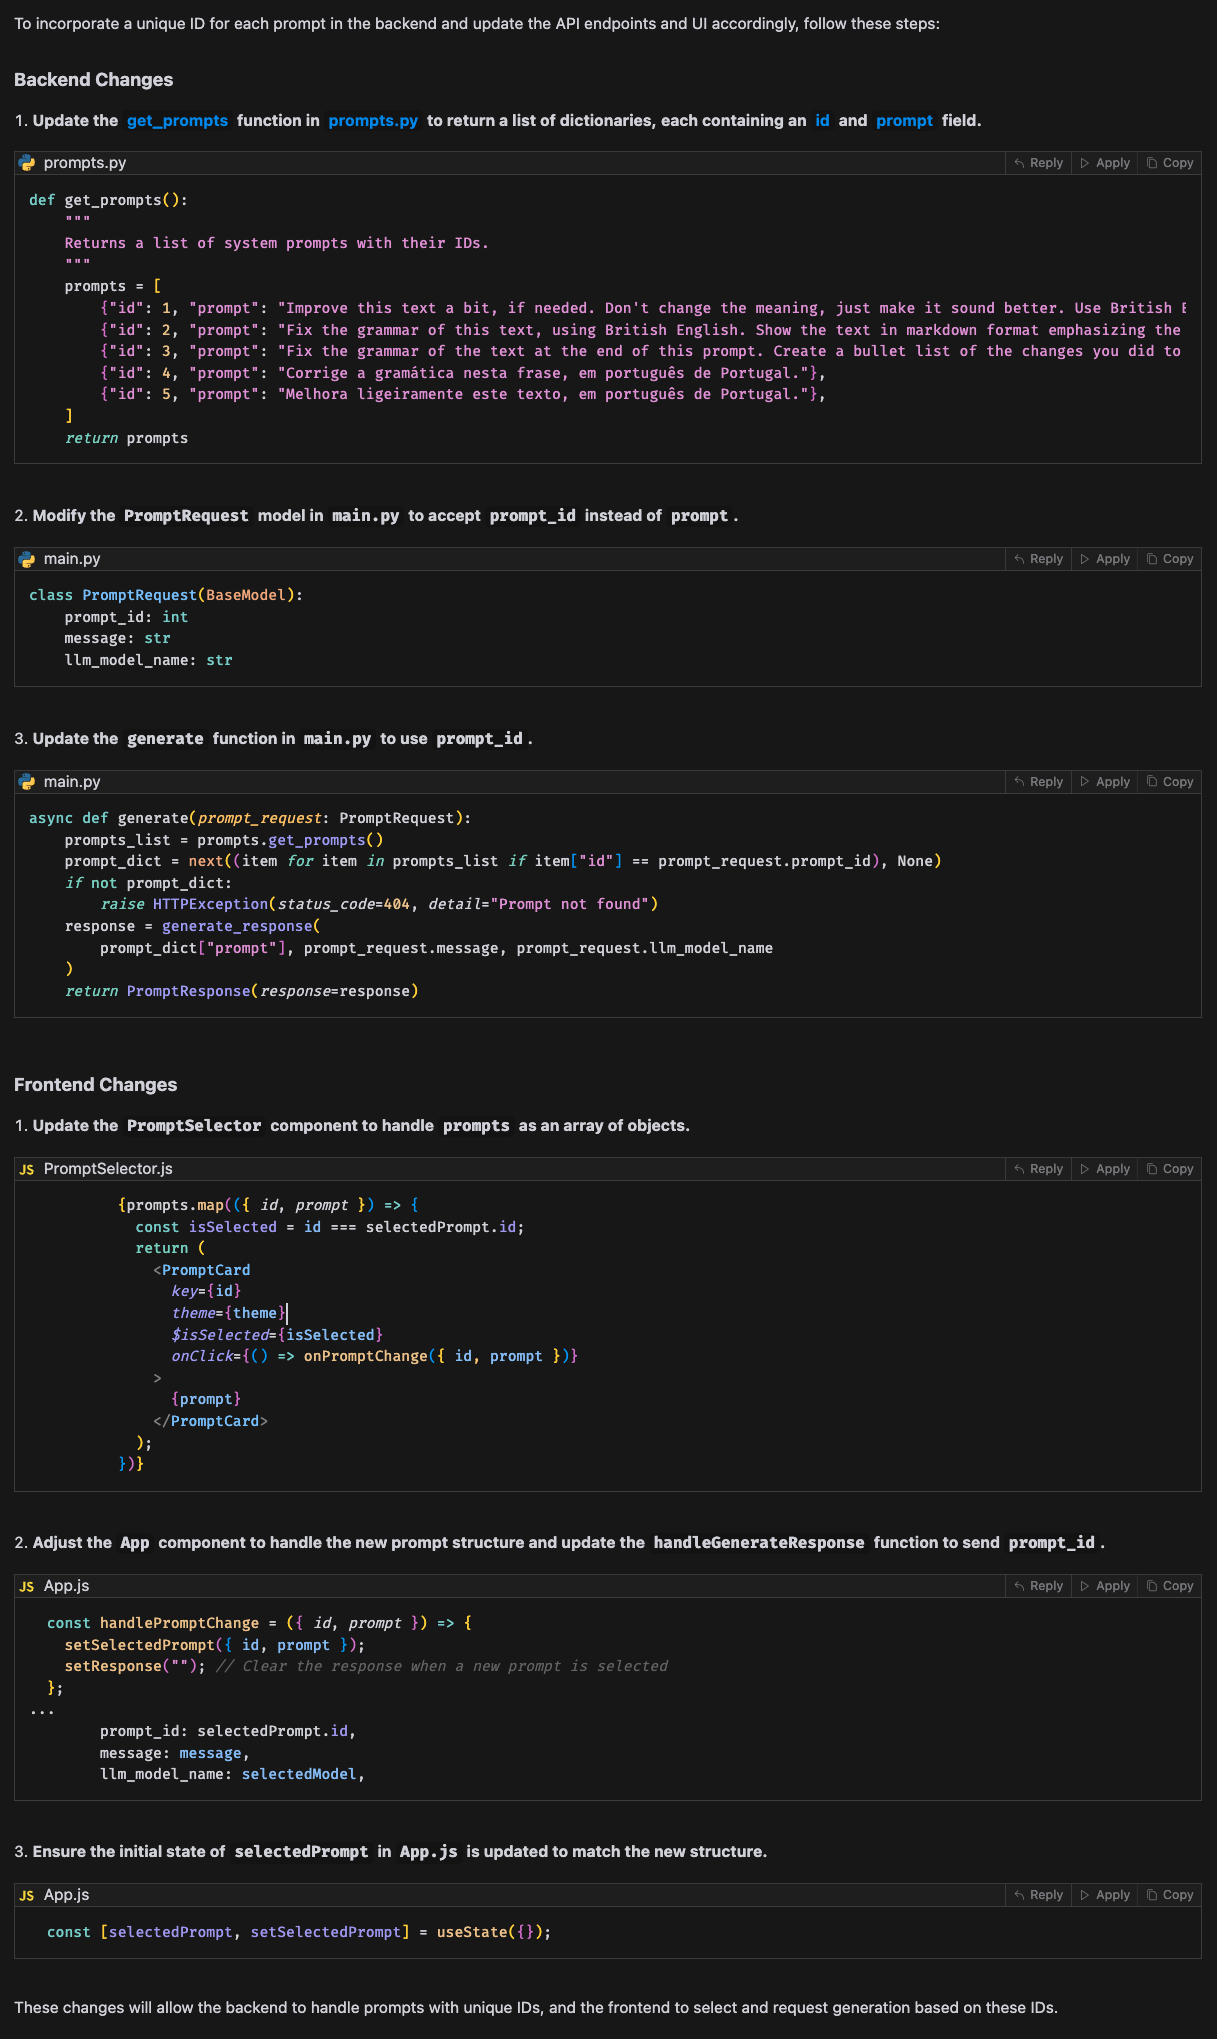 To incorporate a unique ID for each prompt in the backend and update the API endpoints and UI accordingly, follow these steps:
Backend Changes
1. Update the get_prompts function in prompts.py to return a list of dictionaries, each containing an id and prompt field.
prompts.py Reply Apply Copy
def get_prompts():
    """
    Returns a list of system prompts with their IDs.
    """
    prompts = [
        {"id": 1, "prompt": "Improve this text a bit, if needed. Don't change the meaning, just make it sound better. Use British
        {"id": 2, "prompt": "Fix the grammar of this text, using British English. Show the text in markdown format emphasizing the
        {"id": 3, "prompt": "Fix the grammar of the text at the end of this prompt. Create a bullet list of the changes you did to
        {"id": 4, "prompt": "Corrige a gramática nesta frase, em português de Portugal."},
        {"id": 5, "prompt": "Melhora ligeiramente este texto, em português de Portugal."},
    ]
    return prompts
2. Modify the PromptRequest model in main.py to accept prompt_id instead of prompt.
main.py Reply Apply Copy
class PromptRequest(BaseModel):
    prompt_id: int
    message: str
    llm_model_name: str
3. Update the generate function in main.py to use prompt_id.
main.py Reply Apply Copy
async def generate(prompt_request: PromptRequest):
    prompts_list = prompts.get_prompts()
    prompt_dict = next((item for item in prompts_list if item["id"] == prompt_request.prompt_id), None)
    if not prompt_dict:
        raise HTTPException(status_code=404, detail="Prompt not found")
    response = generate_response(
        prompt_dict["prompt"], prompt_request.message, prompt_request.llm_model_name
    )
    return PromptResponse(response=response)
Frontend Changes
1. Update the PromptSelector component to handle prompts as an array of objects.
JS PromptSelector.js Reply Apply Copy
          {prompts.map(({ id, prompt }) => {
            const isSelected = id === selectedPrompt.id;
            return (
              <PromptCard
                key={id}
                theme={theme}
                $isSelected={isSelected}
                onClick={() => onPromptChange({ id, prompt })}
              >
                {prompt}
              </PromptCard>
            );
          })}
2. Adjust the App component to handle the new prompt structure and update the handleGenerateResponse function to send prompt_id.
JS App.js Reply Apply Copy
  const handlePromptChange = ({ id, prompt }) => {
    setSelectedPrompt({ id, prompt });
    setResponse(""); // Clear the response when a new prompt is selected
  };
...
        prompt_id: selectedPrompt.id,
        message: message,
        llm_model_name: selectedModel,
3. Ensure the initial state of selectedPrompt in App.js is updated to match the new structure.
JS App.js Reply Apply Copy
  const [selectedPrompt, setSelectedPrompt] = useState({});
These changes will allow the backend to handle prompts with unique IDs, and the frontend to select and request generation based on these IDs.